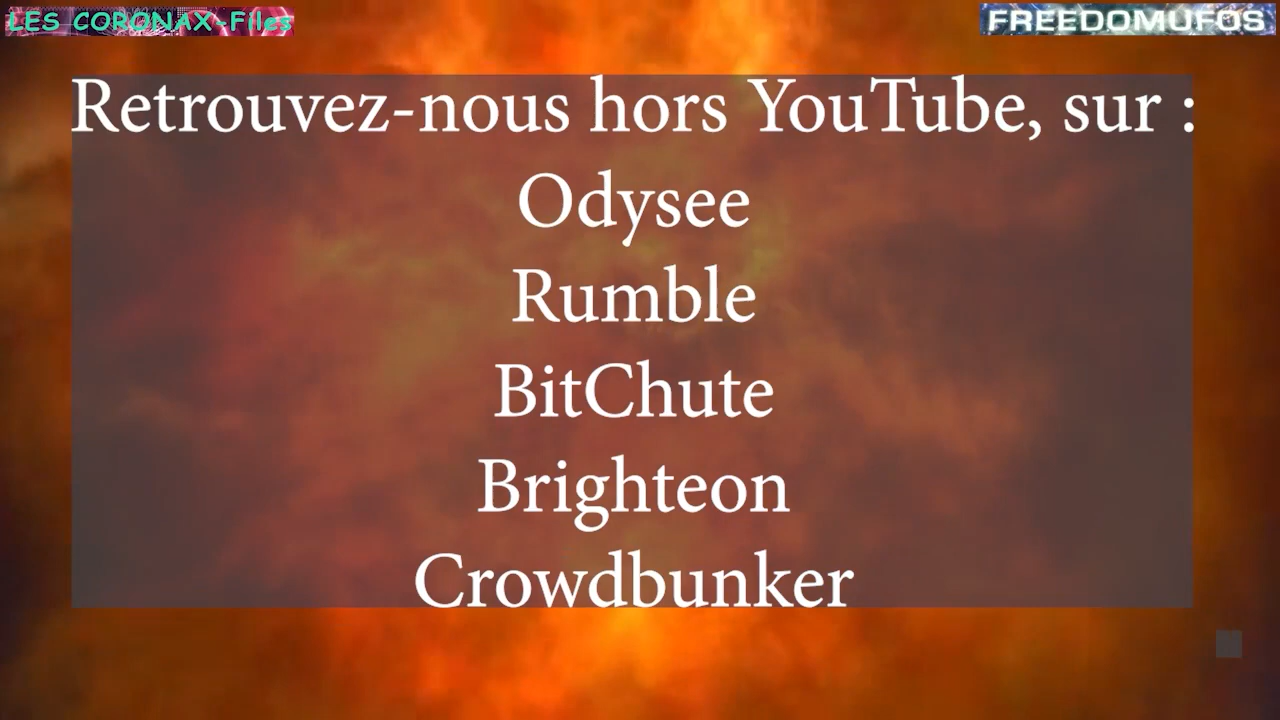 LES CORONAX-Files
FREEDOMUFOS
Retrouvez-nous hors YouTube, sur :
Odysee
Rumble
BitChute
Brighteon
Crowdbunker